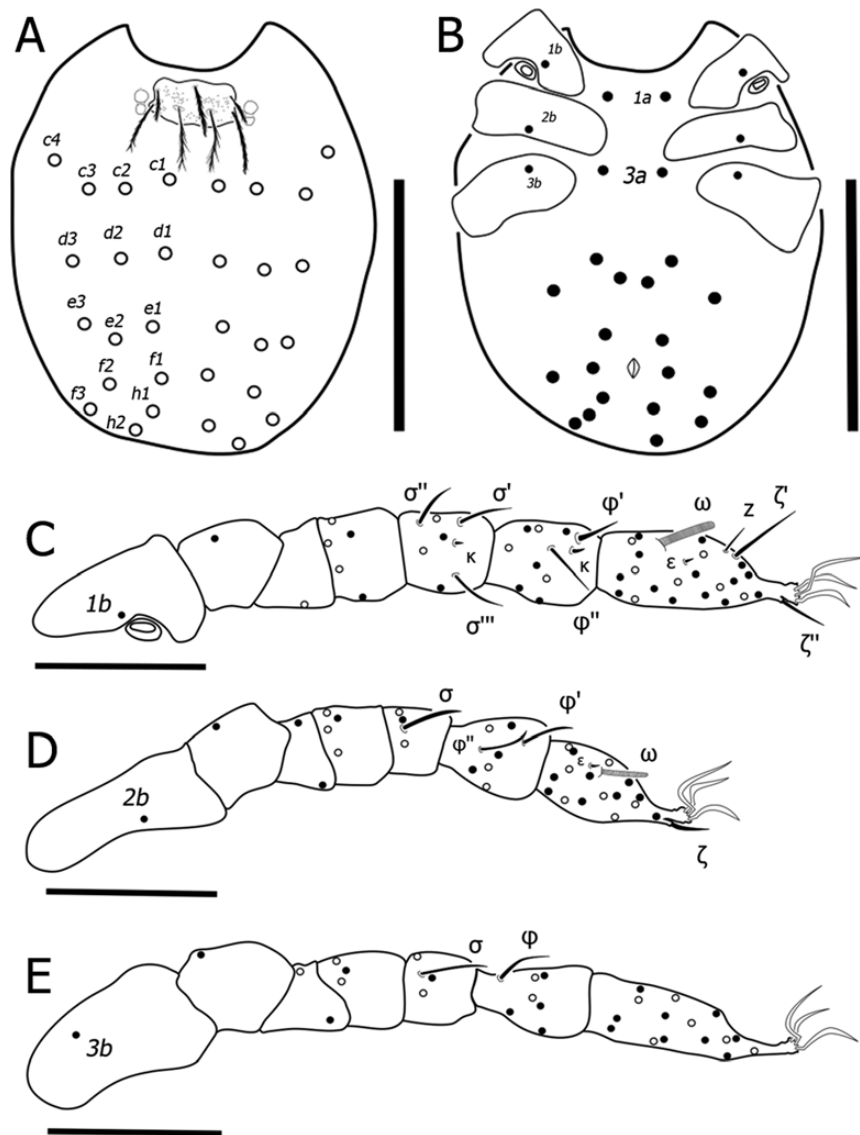 A
B
1b
1a
2b
3b
3a
c4
c3
c2
c1
d3
d2
d1
e3
e2
e1
f2
f1
f3
h1
h2
C
σ''
σ'
φ'
ω
z
ζ'
κ
κ
ε
1b
σ'''
φ''
ζ''
D
σ
φ'
φ''
ε
ω
2b
ζ
E
σ
φ
3b